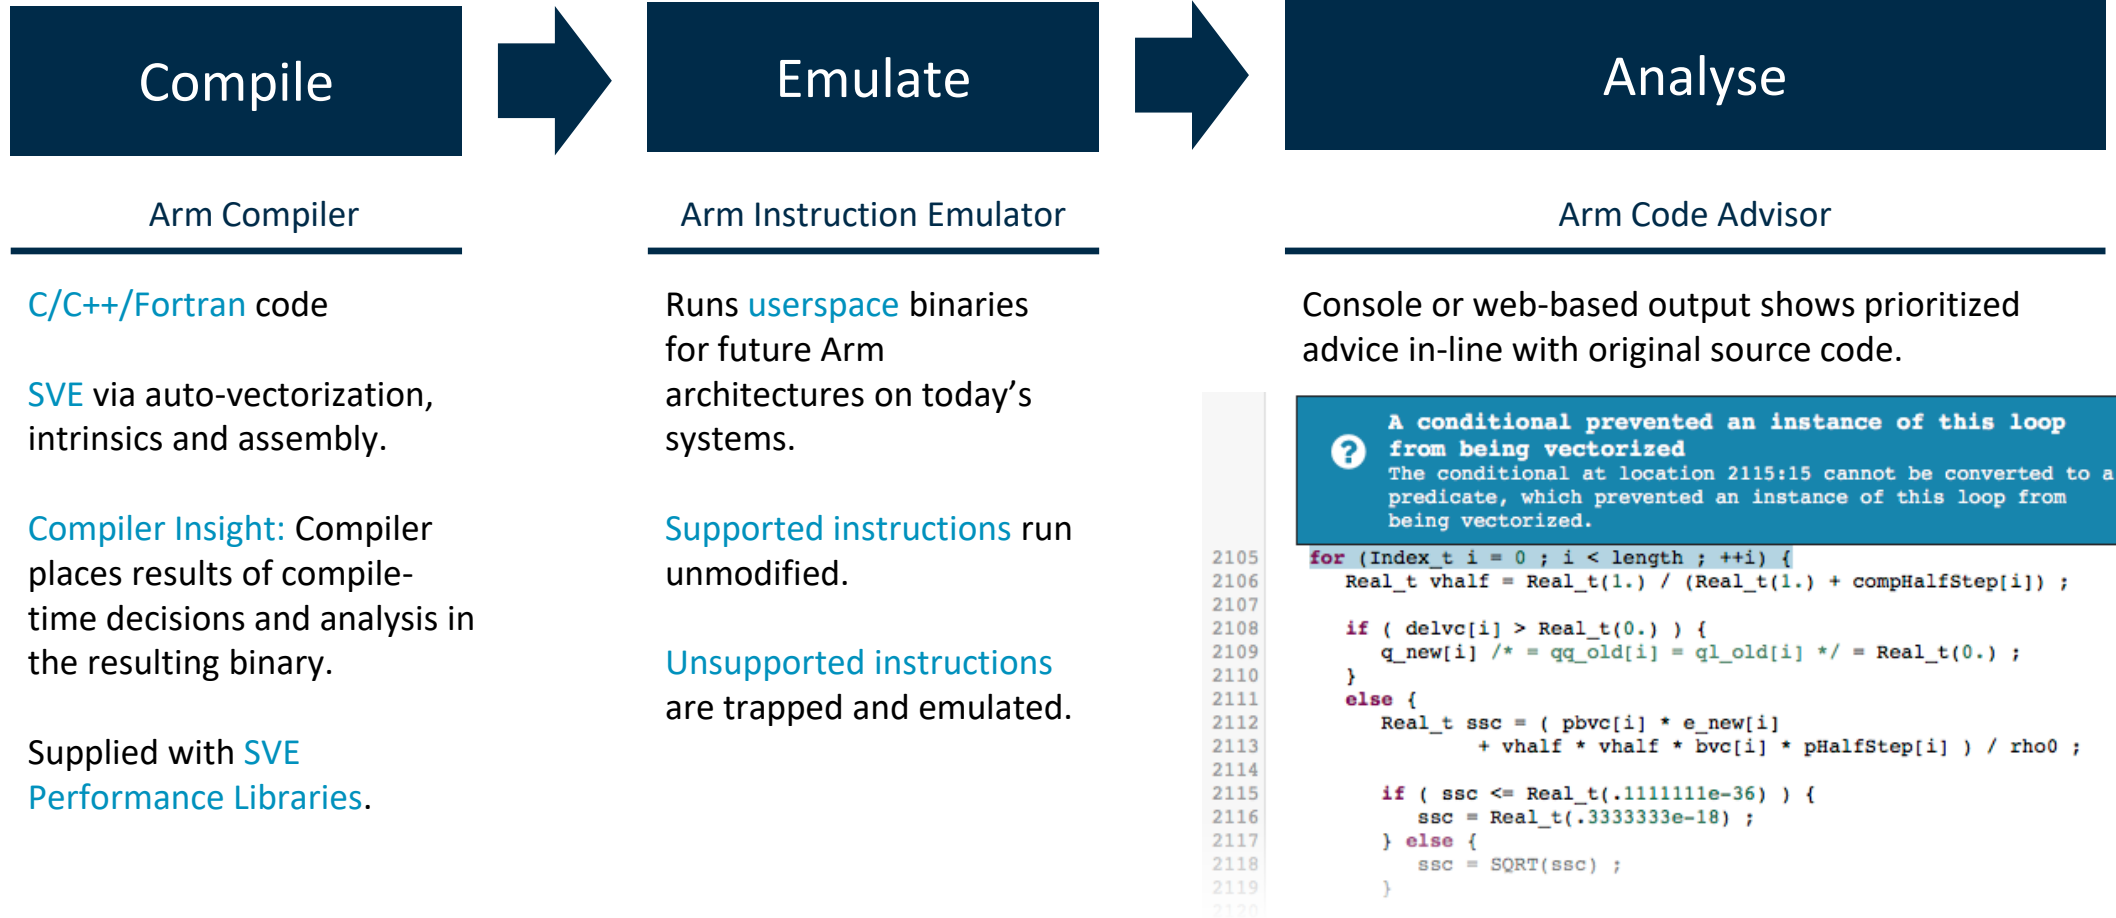 Compile
Emulate
Analyse
Arm Compiler
C/C++/Fortran code
SVE via auto-vectorization,
intrinsics and assembly.
Compiler Insight: Compiler
places results of compile-
time decisions and analysis in
the resulting binary.
Supplied with SVE
Performance Libraries.
Arm Instruction Emulator
Runs userspace binaries
for future Arm
architectures on today’s
systems.
Supported instructions run
unmodified.
Unsupported instructions
are trapped and emulated.
Arm Code Advisor
Console or web-based output shows prioritized
advice in-line with original source code.
?
A conditional prevented an instance of this loop
from being vectorized
The conditional at location 2115:15 cannot be converted to a
predicate, which prevented an instance of this loop from
being vectorized.
2105 for (Index_t i = 0 ; i < length ; ++i) {
2106 Real_t vhalf = Real_t(1.) / (Real_t(1.) + compHalfStep[i]) ;
2107
2108 if ( delvc[i] > Real_t(0.) ) {
2109 q_new[i] /* = qq_old[i] = ql_old[i] */ = Real_t(0.) ;
2110 }
2111 else {
2112 Real_t ssc = ( pbvc[i] * e_new[i]
2113 + vhalf * vhalf * bvc[i] * pHalfStep[i] ) / rho0 ;
2114
2115 if ( ssc <= Real_t(.1111111e-36) ) {
2116 ssc = Real_t(.3333333e-18) ;
2117 } else {
2118 ssc = SQRT(ssc) ;
2119 }
2120